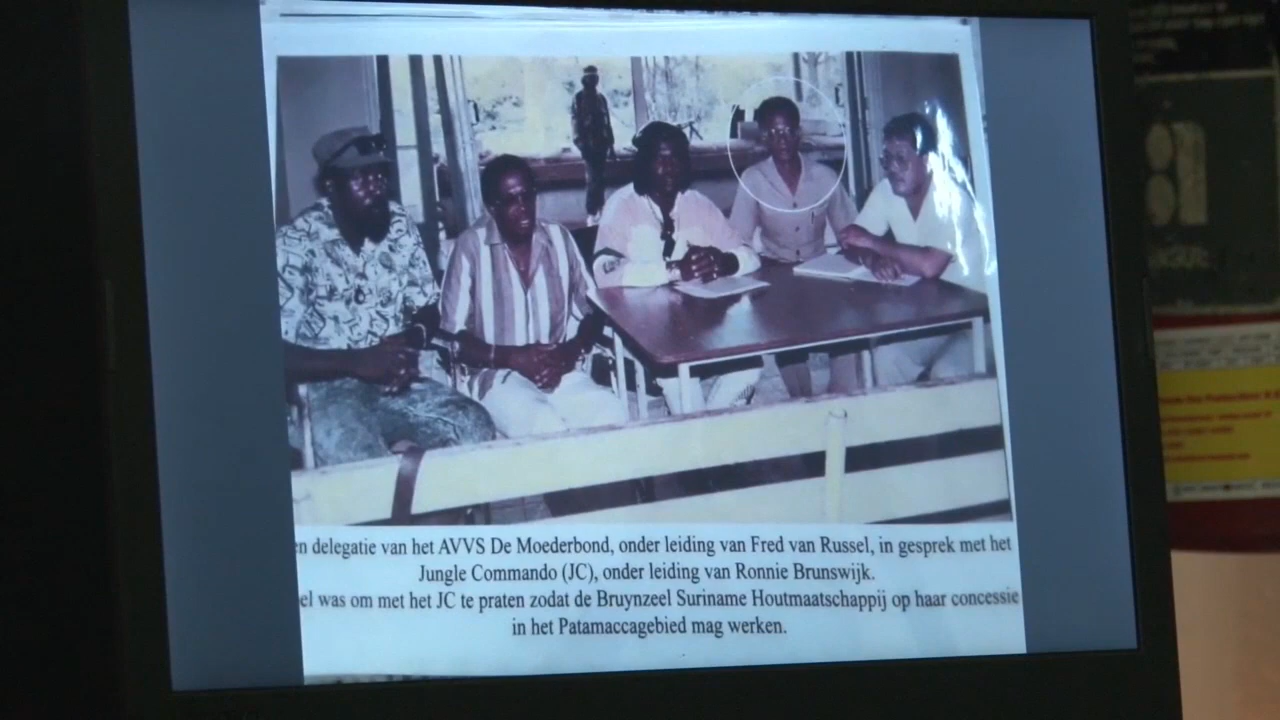 en delegatie van het AVVS De Moederbond, onder leiding van Fred van Russel, in gesprek met het
Jungle Commando (JC), onder leiding van Ronnie Brunswijk.
el was om met het JC te praten zodat de Bruynzeel Suriname Houtmaatschappij op haar concessie
in het Patamaccagebied mag werken.